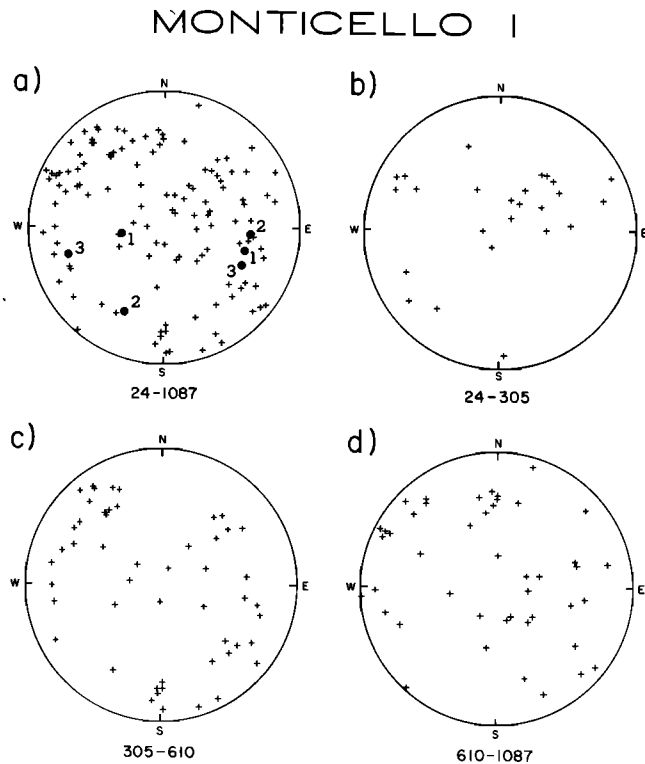 MONTICELLO I
a)
b)
N
N
W
E
W
E
1
2
3
1
3
2
S
S
24-1087
24-305
c)
d)
N
N
W
E
W
E
S
S
305-610
610-1087